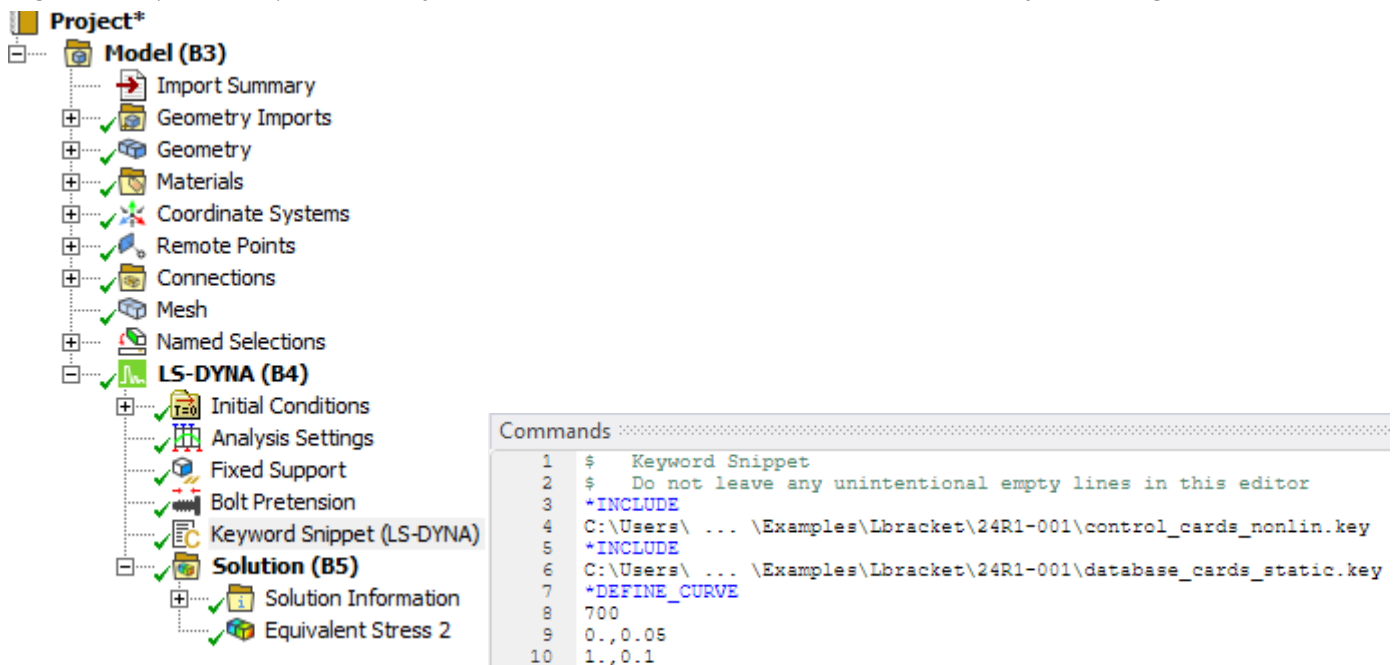 Project*
Model (B3)
Import Summary
Geometry Imports
Geometry
Materials
Coordinate Systems
Remote Points
Connections
Mesh
Named Selections
LS-DYNA (B4)
Initial Conditions
Analysis Settings
Fixed Support
Bolt Pretension
Keyword Snippet (LS-DYNA)
Solution (B5)
Solution Information
Equivalent Stress 2
Commands
1 $ Keyword Snippet
2 $ Do not leave any unintentional empty lines in this editor
3 *INCLUDE
4 C:\Users\ ... \Examples\Lbracket\24R1-001\control_cards_nonlin.key
5 *INCLUDE
6 C:\Users\ ... \Examples\Lbracket\24R1-001\database_cards_static.key
7 *DEFINE_CURVE
8 700
9 0.,0.05
10 1.,0.1